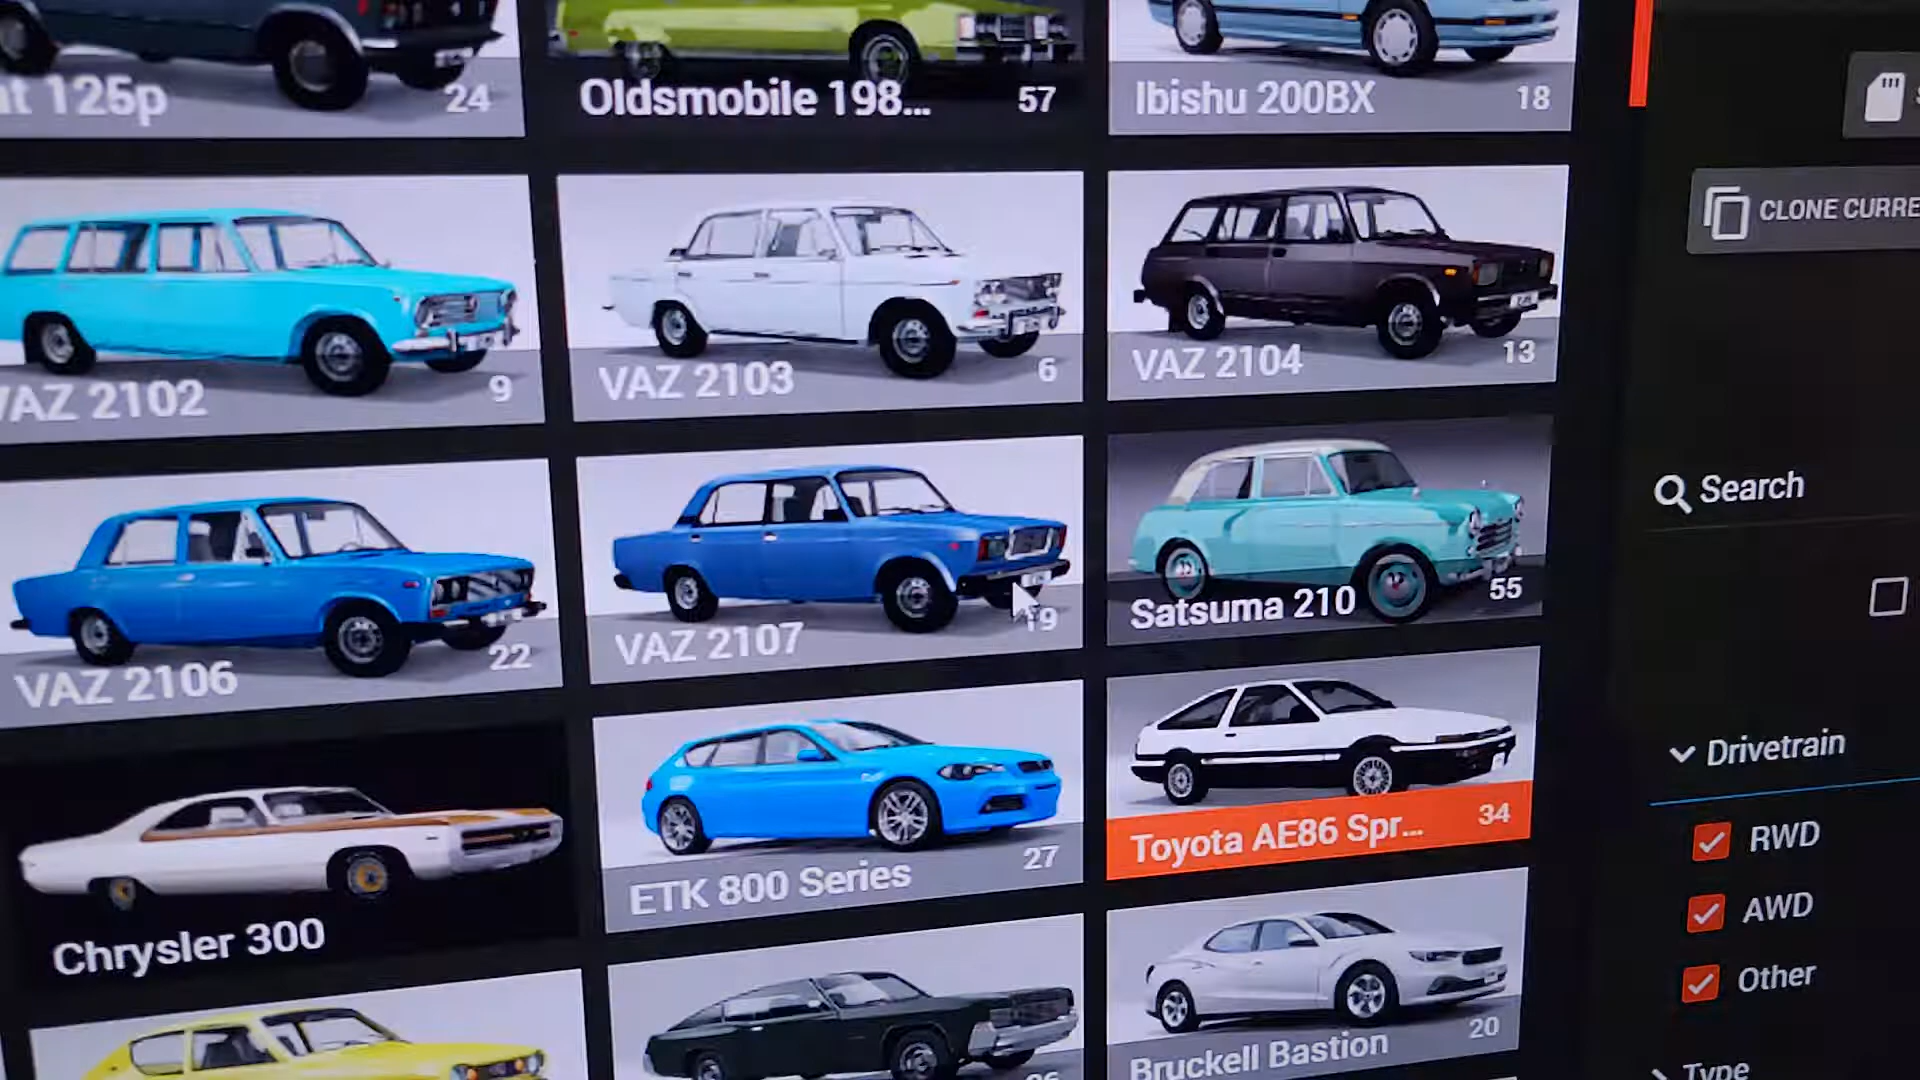 125p
24
Oldsmobile 198...
57
Ibishu 200BX
18
CLONE CURRE
VAZ 2102
9
VAZ 2103
6
VAZ 2104
13
Search
VAZ 2106
22
VAZ 2107
19
Satsuma 210
55
Drivetrain
RWD
AWD
Other
Type
Chrysler 300
ETK 800 Series
27
Toyota AE86 Spr...
34
Bruckell Bastion
20